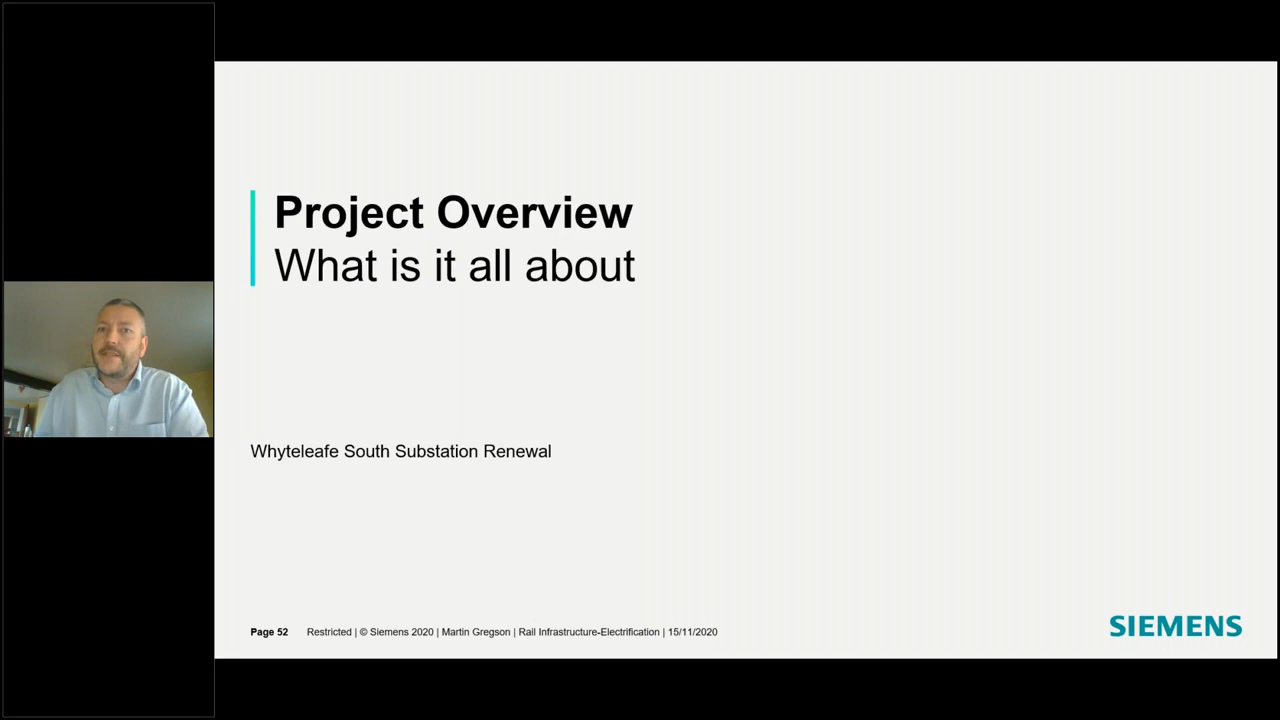 Project Overview
What is it all about
Whyteleafe South Substation Renewal
Page 52 Restricted | © Siemens 2020 | Martin Gregson | Rail Infrastructure-Electrification | 15/11/2020
SIEMENS